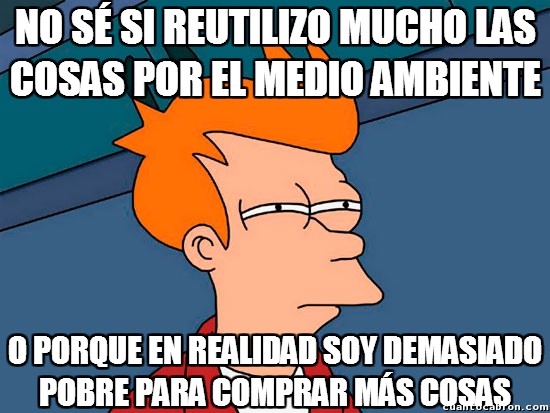 NO SÉ SI REUTILIZO MUCHO LAS
COSAS POR EL MEDIO AMBIENTE
O PORQUE EN REALIDAD SOY DEMASIADO
POBRE PARA COMPRAR MÁS COSAS
cuantocabron.com